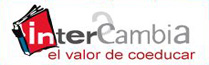 intercambia
el valor de coeducar